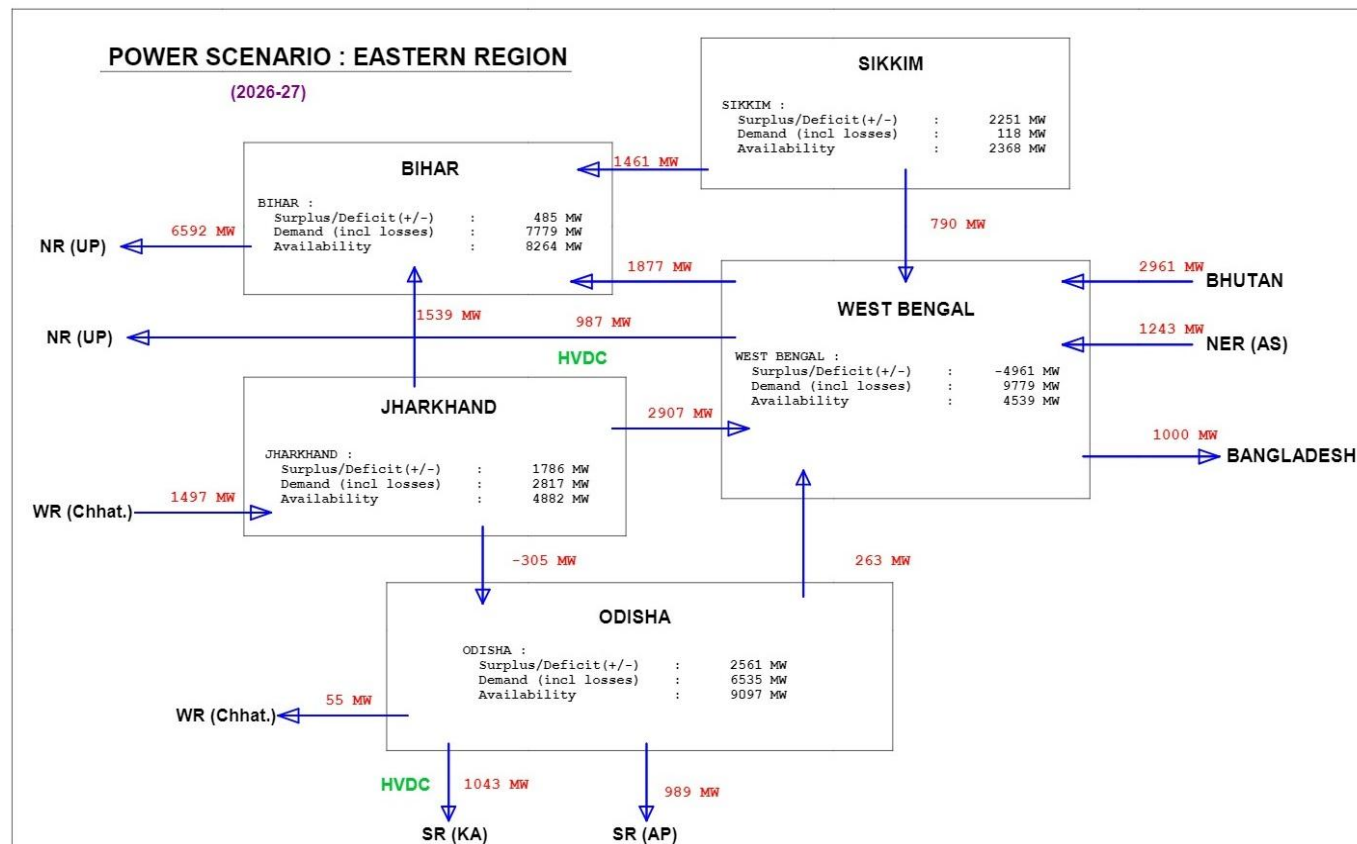 POWER SCENARIO : EASTERN REGION
(2026-27)
SIKKIM
SIKKIM :
Surplus/Deficit(+/-) : 2251 MW
Demand (incl losses) : 118 MW
Availability : 2368 MW
1461 MW
790 MW
BIHAR
BIHAR :
Surplus/Deficit(+/-) : 485 MW
Demand (incl losses) : 7779 MW
Availability : 8264 MW
6592 MW
NR (UP)
1877 MW
2961 MW
BHUTAN
WEST BENGAL
WEST BENGAL :
Surplus/Deficit(+/-) : -4961 MW
Demand (incl losses) : 9779 MW
Availability : 4539 MW
1539 MW
987 MW
NR (UP)
HVDC
1243 MW
NER (AS)
1000 MW
BANGLADESH
JHARKHAND
JHARKHAND :
Surplus/Deficit(+/-) : 1786 MW
Demand (incl losses) : 2817 MW
Availability : 4882 MW
2907 MW
1497 MW
WR (Chhat.)
-305 MW
263 MW
ODISHA
ODISHA :
Surplus/Deficit(+/-) : 2561 MW
Demand (incl losses) : 6535 MW
Availability : 9097 MW
55 MW
WR (Chhat.)
HVDC
1043 MW
989 MW
SR (KA)
SR (AP)